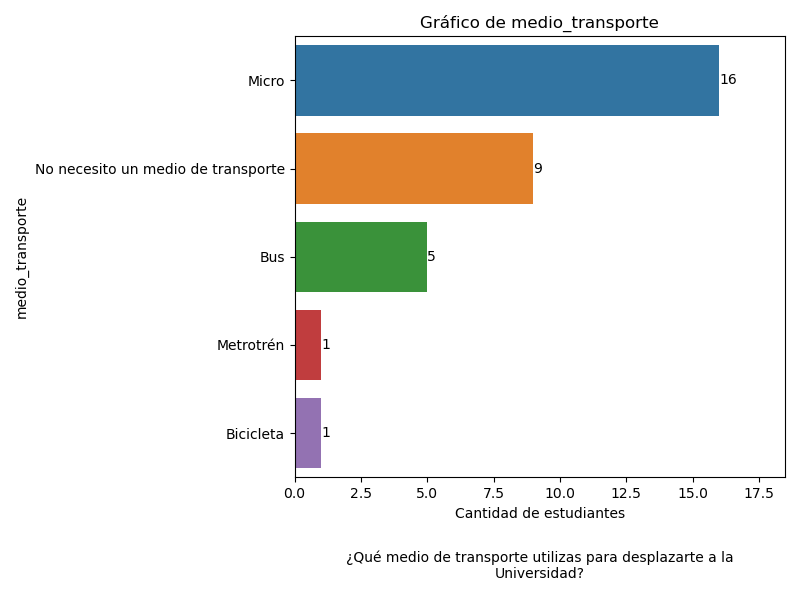 Gráfico de medio_transporte
medio_transporte
Micro
16
No necesito un medio de transporte
9
Bus
5
Metrotrén
1
Bicicleta
1
0.0 2.5 5.0 7.5 10.0 12.5 15.0 17.5
Cantidad de estudiantes
¿Qué medio de transporte utilizas para desplazarte a la
Universidad?